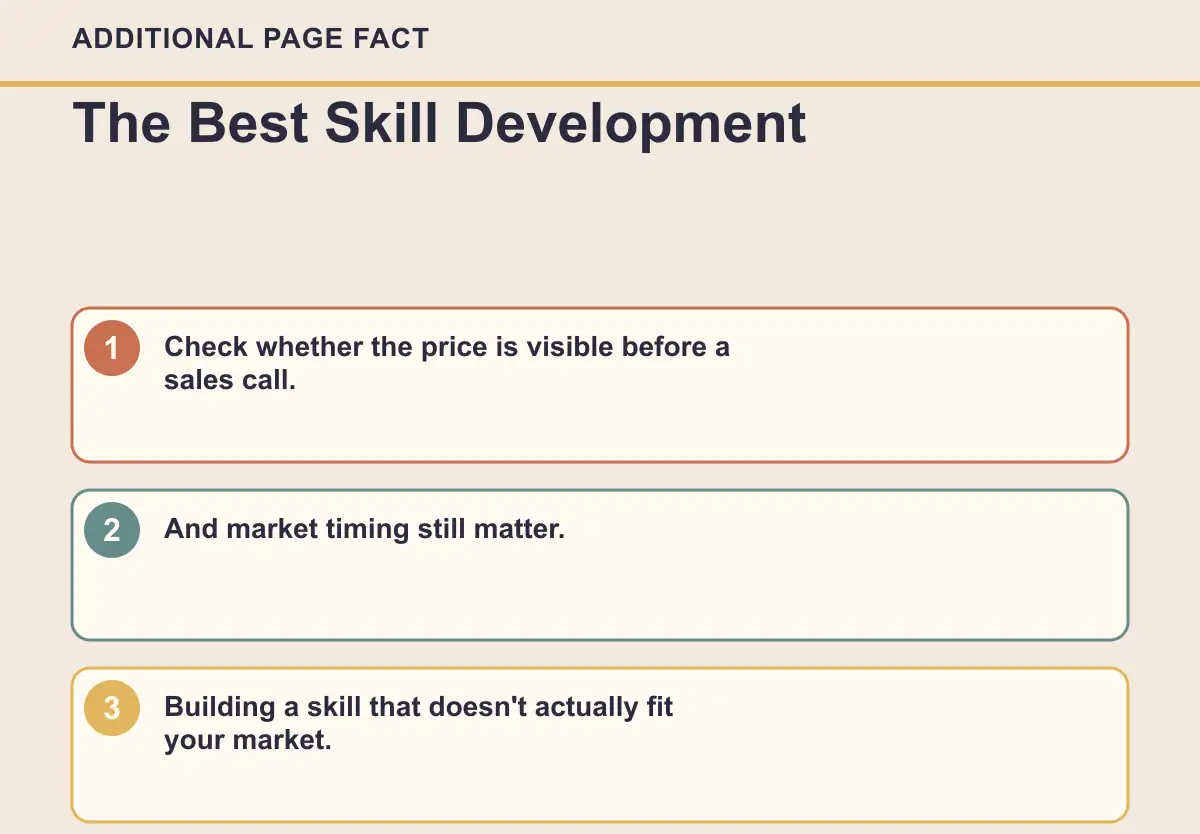 ADDITIONAL PAGE FACT
The Best Skill Development
1
Check whether the price is visible before a
sales call.
2
And market timing still matter.
3
Building a skill that doesn't actually fit
your market.